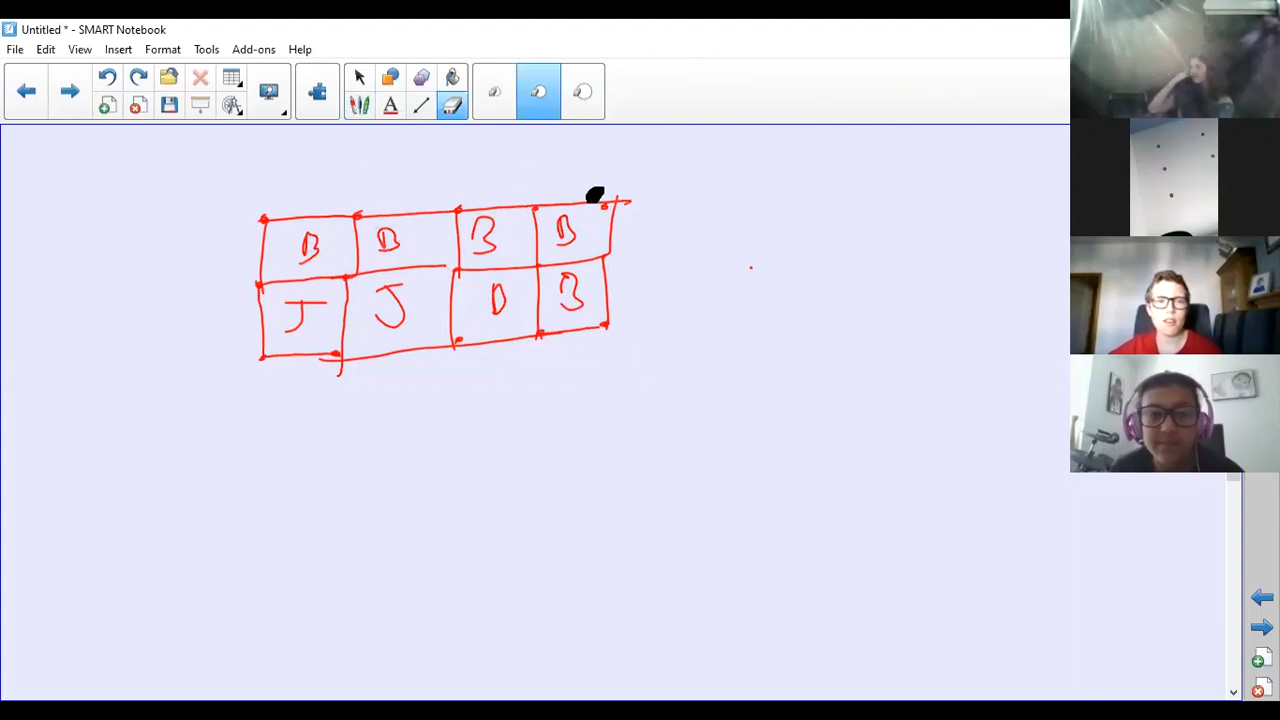 Untitled * - SMART Notebook
File Edit View Insert Format Tools Add-ons Help
B B B B
J J B B